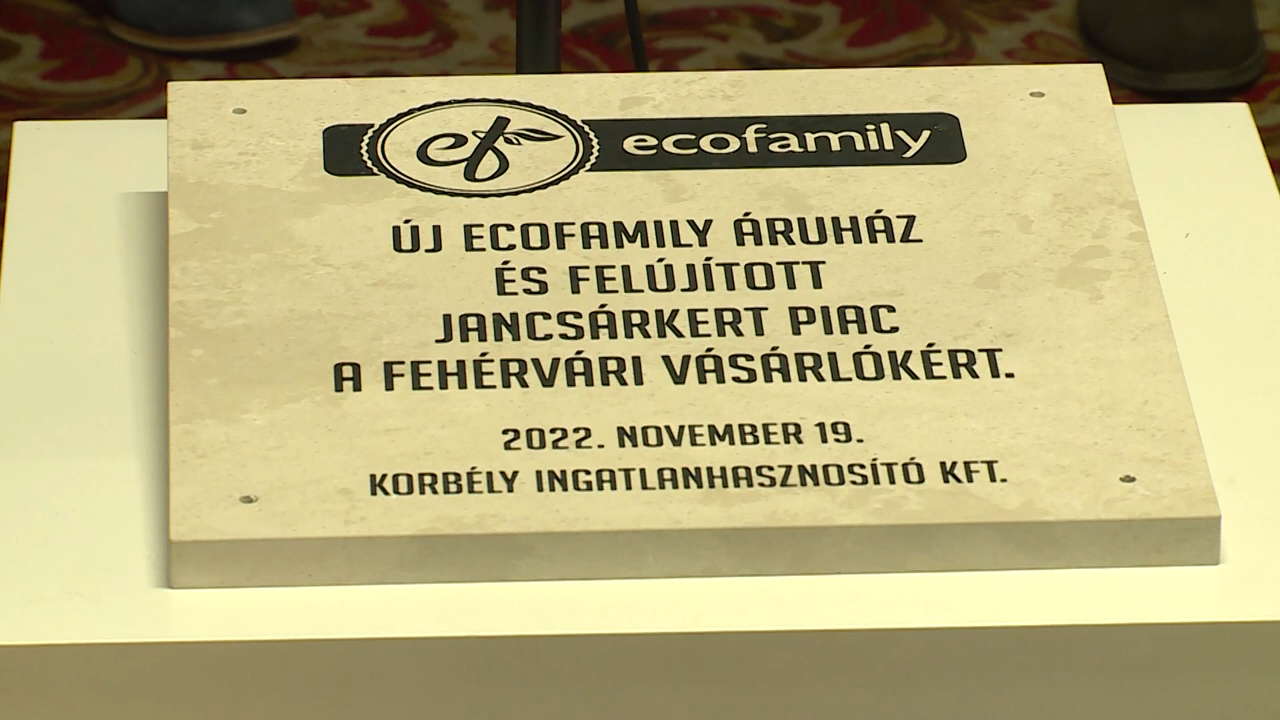 ef ecofamily
ÚJ ECOFAMILY ÁRUHÁZ
ÉS FELÚJÍTOTT
JANCSÁRKERT PIAC
A FEHÉRVÁRI VÁSÁRLÓKÉRT.
2022. NOVEMBER 19.
KORBÉLY INGATLANHASZNOSÍTÓ KFT.